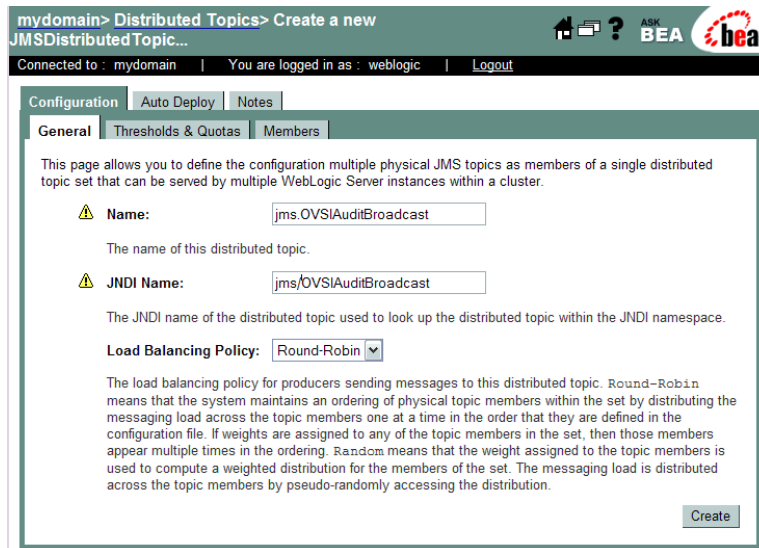 mydomain> Distributed Topics> Create a new
JMSDistributedTopic...
? ASK
BEA
bea
Connected to : mydomain | You are logged in as : weblogic | Logout
Configuration Auto Deploy Notes
General Thresholds & Quotas Members
This page allows you to define the configuration multiple physical JMS topics as members of a single distributed
topic set that can be served by multiple WebLogic Server instances within a cluster.
Name: jms.OVSIAuditBroadcast
The name of this distributed topic.
JNDI Name: jms/OVSIAuditBroadcast
The JNDI name of the distributed topic used to look up the distributed topic within the JNDI namespace.
Load Balancing Policy: Round-Robin
The load balancing policy for producers sending messages to this distributed topic. Round-Robin
means that the system maintains an ordering of physical topic members within the set by distributing the
messaging load across the topic members one at a time in the order that they are defined in the
configuration file. If weights are assigned to any of the topic members in the set, then those members
appear multiple times in the ordering. Random means that the weight assigned to the topic members is
used to compute a weighted distribution for the members of the set. The messaging load is distributed
across the topic members by pseudo-randomly accessing the distribution.
Create